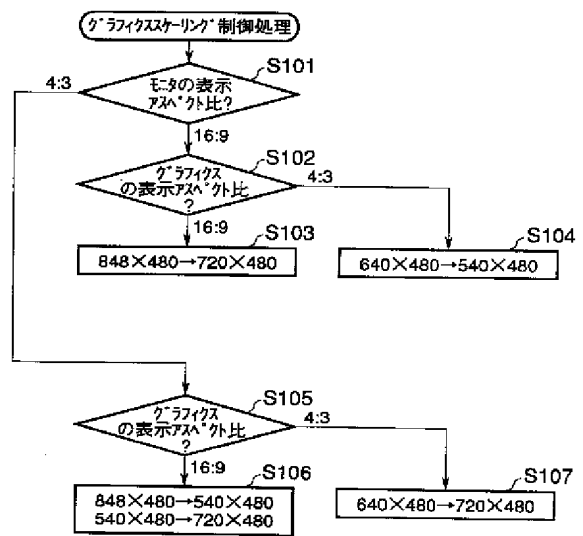 グラフィクススケーリング制御処理
S101
4:3
モニタの表示
アスペクト比?
16:9
S102
グラフィクス
の表示アスペクト比
?
4:3
16:9
S103
848×480→720×480
S104
640×480→540×480
S105
グラフィクス
の表示アスペクト比
?
4:3
16:9
S106
848×480→540×480
540×480→720×480
S107
640×480→720×480